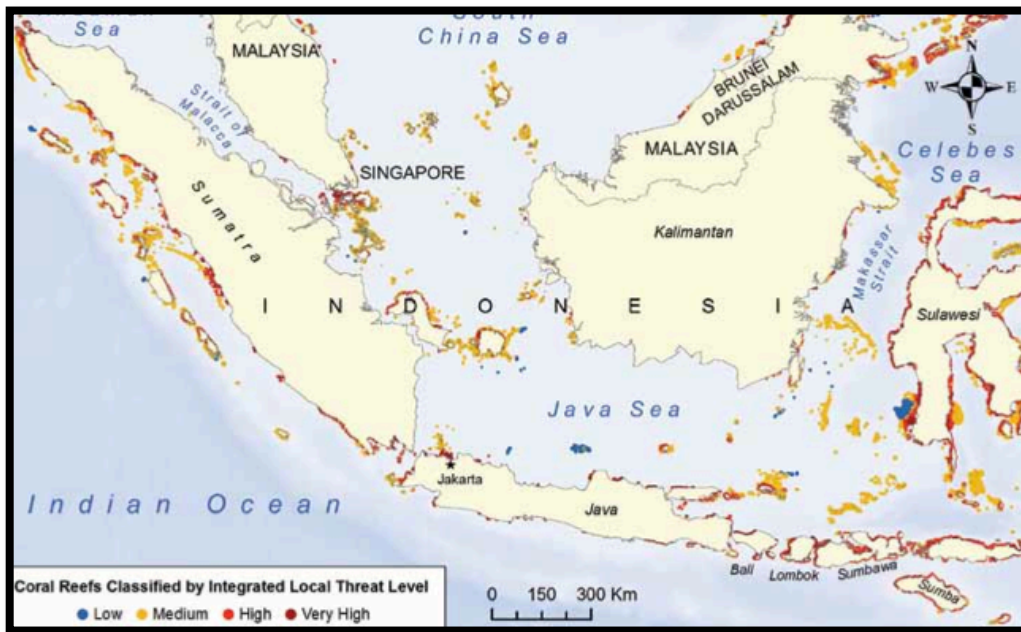 Sea
South
China Sea
MALAYSIA
N
W E
S
BRUNEI
DARUSSALAM
Strait of
Malacca
MALAYSIA
Celebes
Sea
SINGAPORE
Sumatra
Kalimantan
Makassar
Strait
INDONESIA
Sulawesi
Java Sea
Jakarta
Indian Ocean
Java
Bali
Lombok
Sumbawa
Sumba
Coral Reefs Classified by Integrated Local Threat Level
Low Medium High Very High
0 150 300 Km